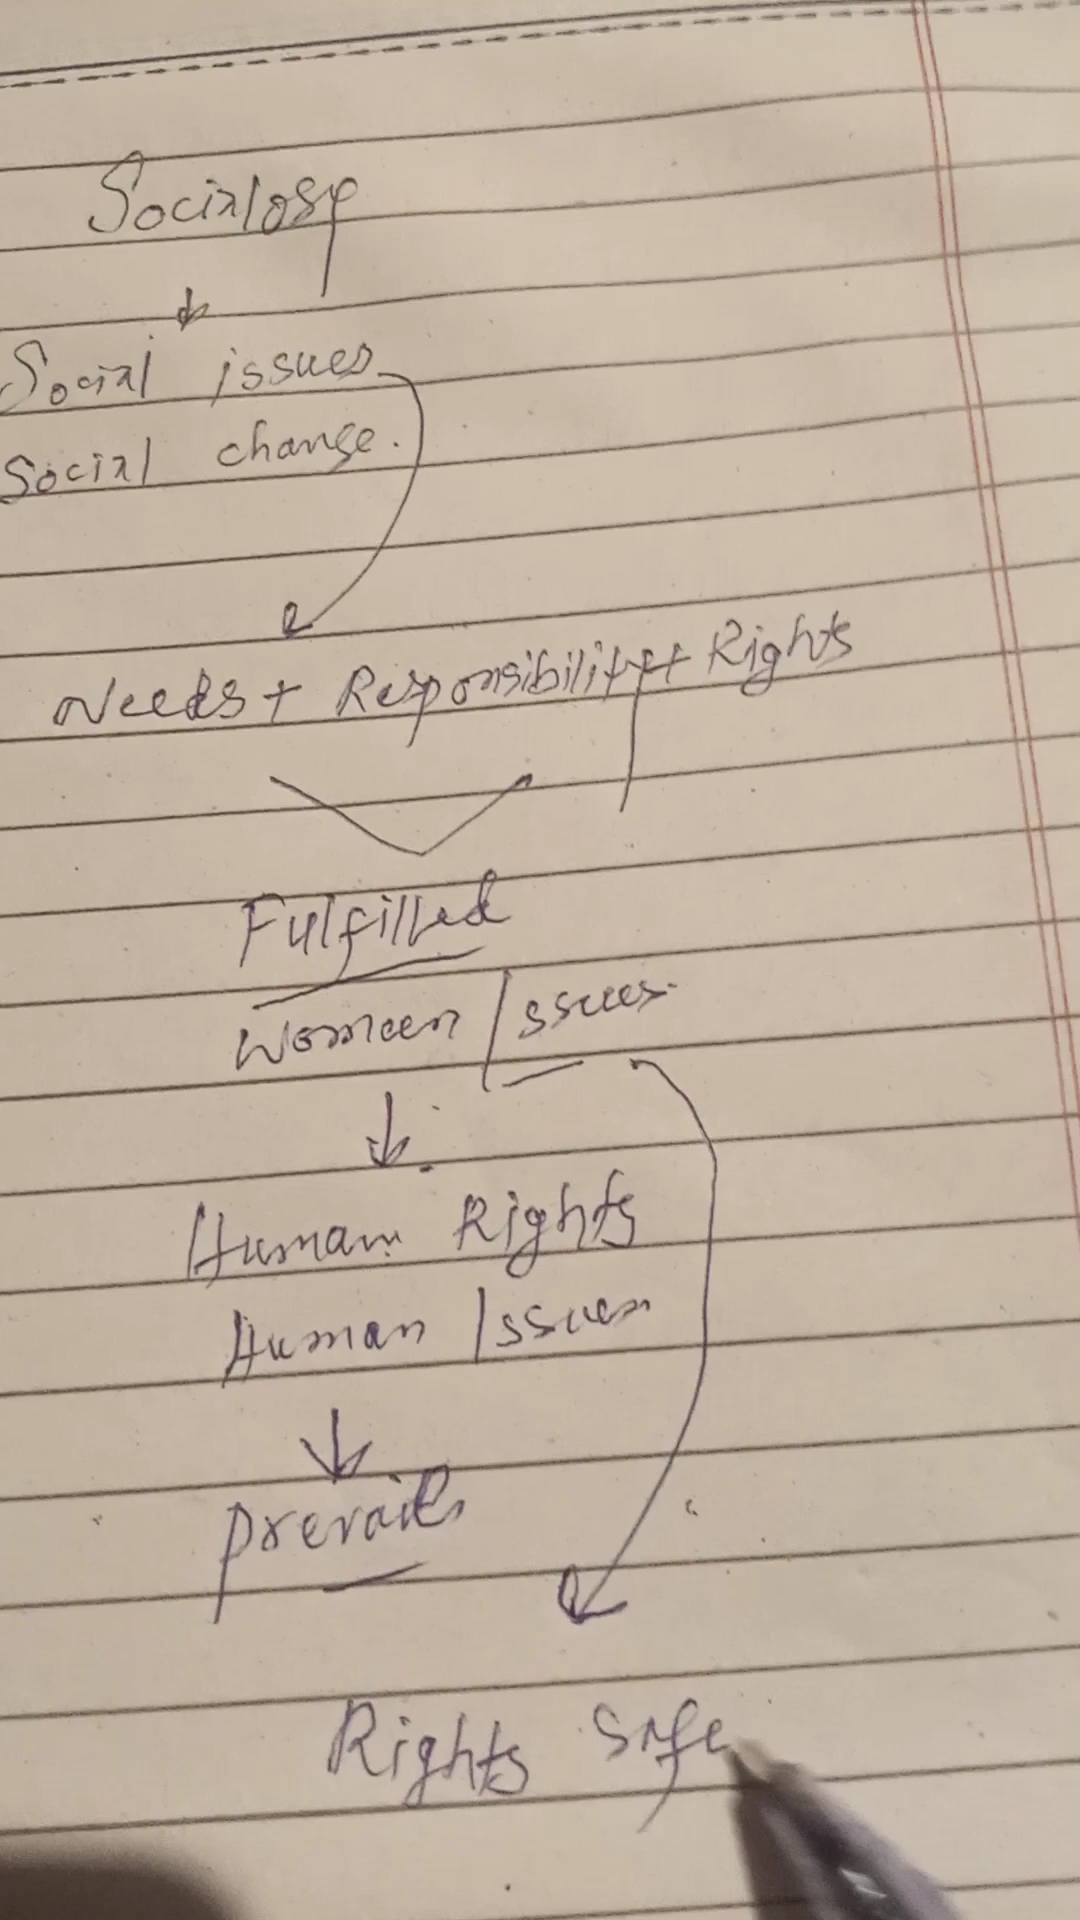 Sociology
Social issues
Social change.
Needs + Responsibility + Rights
Fulfilled
Women Issues
Human Rights
Human Issues
Prevails
Rights Safe